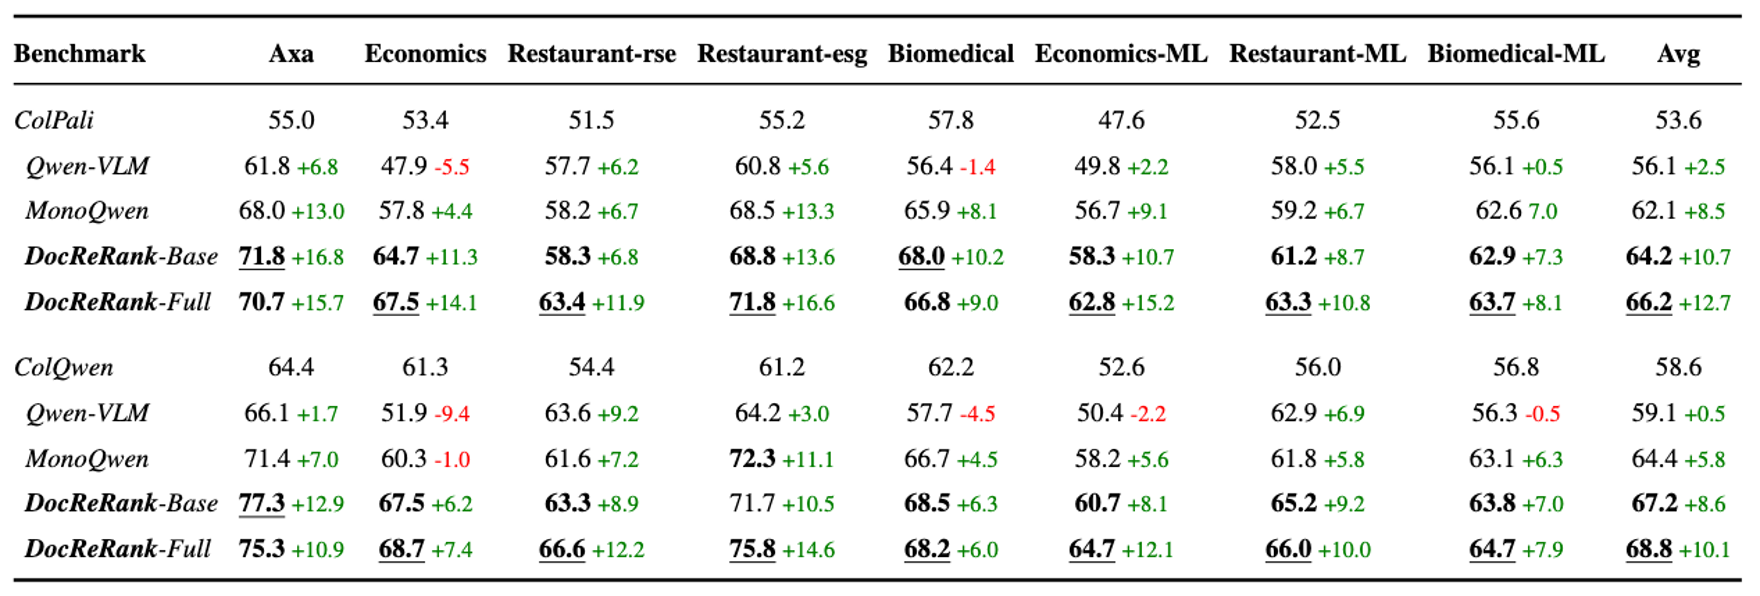 Benchmark Axa Economics Restaurant-rse Restaurant-esg Biomedical Economics-ML Restaurant-ML Biomedical-ML Avg
ColPali 55.0 53.4 51.5 55.2 57.8 47.6 52.5 55.6 53.6
Qwen-VLM 61.8 +6.8 47.9 -5.5 57.7 +6.2 60.8 +5.6 56.4 -1.4 49.8 +2.2 58.0 +5.5 56.1 +0.5 56.1 +2.5
MonoQwen 68.0 +13.0 57.8 +4.4 58.2 +6.7 68.5 +13.3 65.9 +8.1 56.7 +9.1 59.2 +6.7 62.6 7.0 62.1 +8.5
DocReRank-Base 71.8 +16.8 64.7 +11.3 58.3 +6.8 68.8 +13.6 68.0 +10.2 58.3 +10.7 61.2 +8.7 62.9 +7.3 64.2 +10.7
DocReRank-Full 70.7 +15.7 67.5 +14.1 63.4 +11.9 71.8 +16.6 66.8 +9.0 62.8 +15.2 63.3 +10.8 63.7 +8.1 66.2 +12.7
ColQwen 64.4 61.3 54.4 61.2 62.2 52.6 56.0 56.8 58.6
Qwen-VLM 66.1 +1.7 51.9 -9.4 63.6 +9.2 64.2 +3.0 57.7 -4.5 50.4 -2.2 62.9 +6.9 56.3 -0.5 59.1 +0.5
MonoQwen 71.4 +7.0 60.3 -1.0 61.6 +7.2 72.3 +11.1 66.7 +4.5 58.2 +5.6 61.8 +5.8 63.1 +6.3 64.4 +5.8
DocReRank-Base 77.3 +12.9 67.5 +6.2 63.3 +8.9 71.7 +10.5 68.5 +6.3 60.7 +8.1 65.2 +9.2 63.8 +7.0 67.2 +8.6
DocReRank-Full 75.3 +10.9 68.7 +7.4 66.6 +12.2 75.8 +14.6 68.2 +6.0 64.7 +12.1 66.0 +10.0 64.7 +7.9 68.8 +10.1